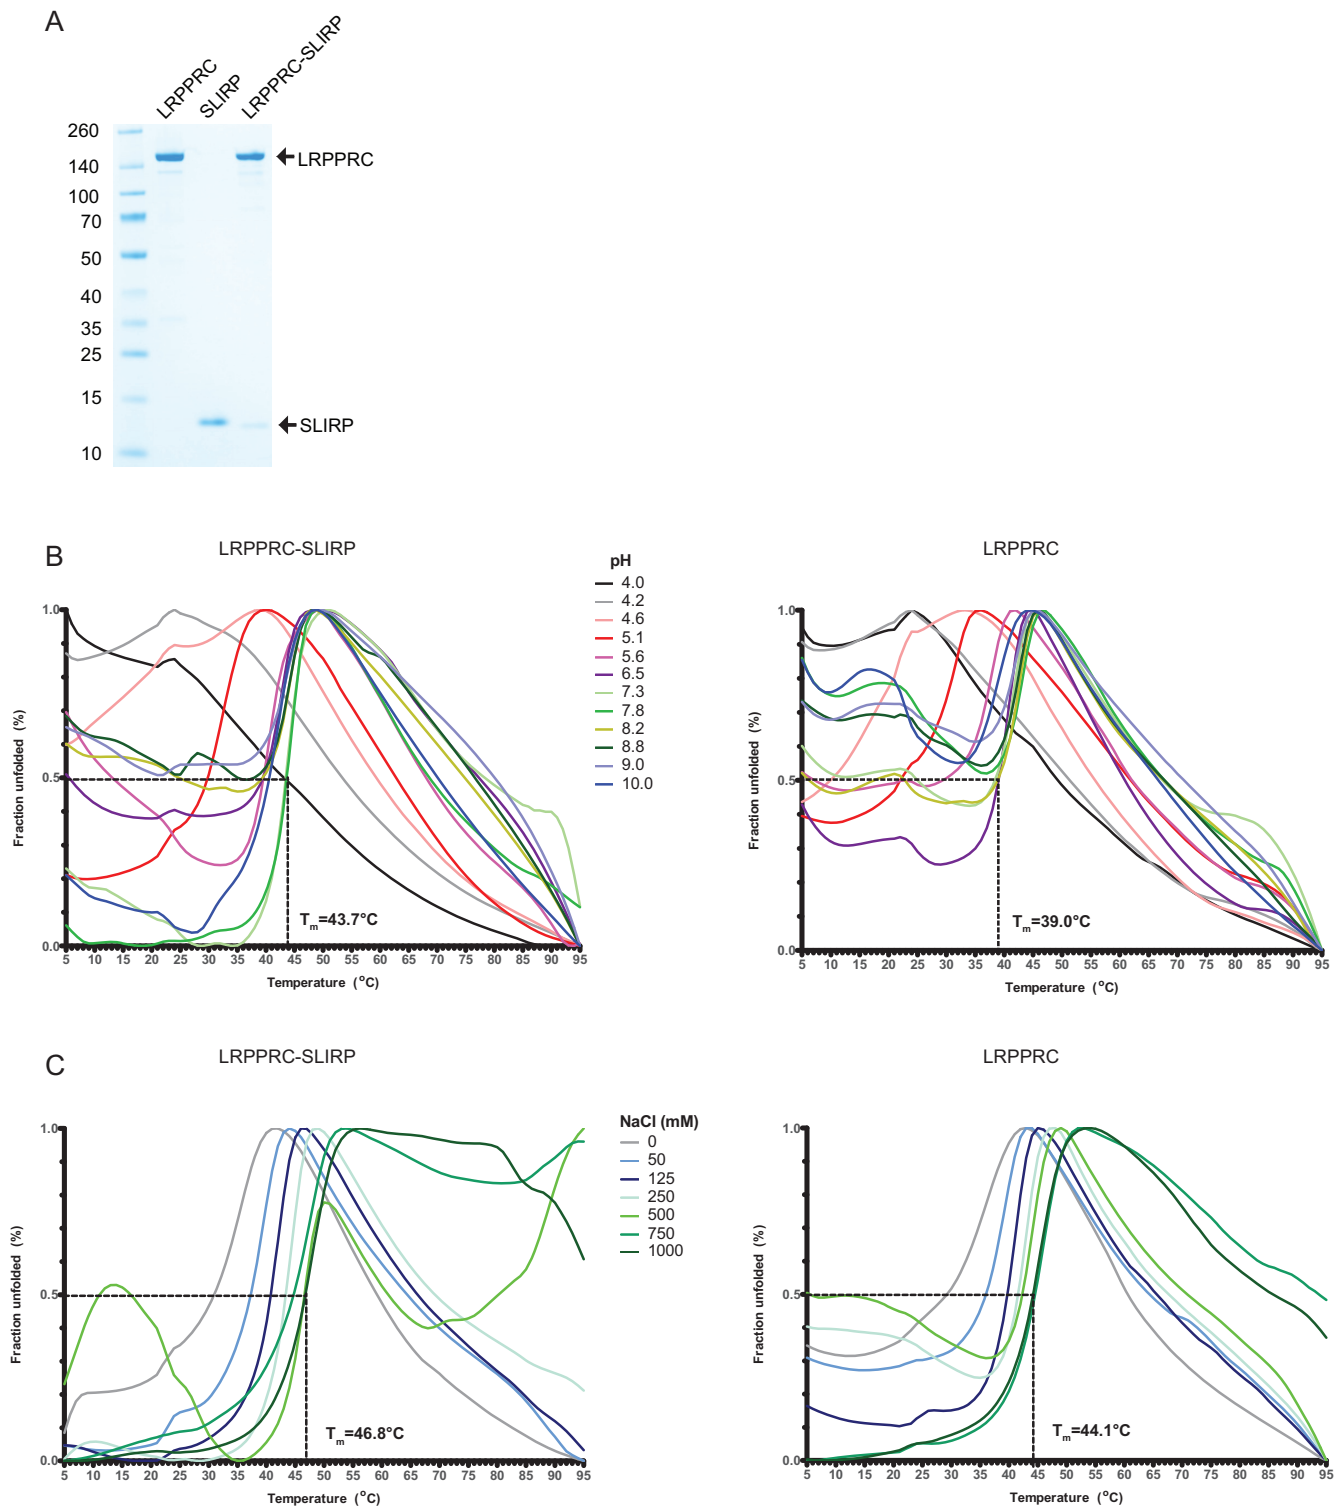 A
LRPPRC
SLIRP
LRPPRC-SLIRP
260
140
100
70
50
40
35
25
15
10
LRPPRC
SLIRP
B
LRPPRC-SLIRP
pH
4.0
4.2
4.6
5.1
5.6
6.5
7.3
7.8
8.2
8.8
9.0
10.0
Fraction unfolded (%)
1.0
0.5
0.0
Tm=43.7°C
5 10 15 20 25 30 35 40 45 50 55 60 65 70 75 80 85 90 95
Temperature (°C)
LRPPRC
Fraction unfolded (%)
1.0
0.5
0.0
Tm=39.0°C
5 10 15 20 25 30 35 40 45 50 55 60 65 70 75 80 85 90 95
Temperature (°C)
C
LRPPRC-SLIRP
NaCl (mM)
0
50
125
250
500
750
1000
Fraction unfolded (%)
1.0
0.5
0.0
Tm=46.8°C
5 10 15 20 25 30 35 40 45 50 55 60 65 70 75 80 85 90 95
Temperature (°C)
LRPPRC
Fraction unfolded (%)
1.0
0.5
0.0
Tm=44.1°C
5 10 15 20 25 30 35 40 45 50 55 60 65 70 75 80 85 90 95
Temperature (°C)